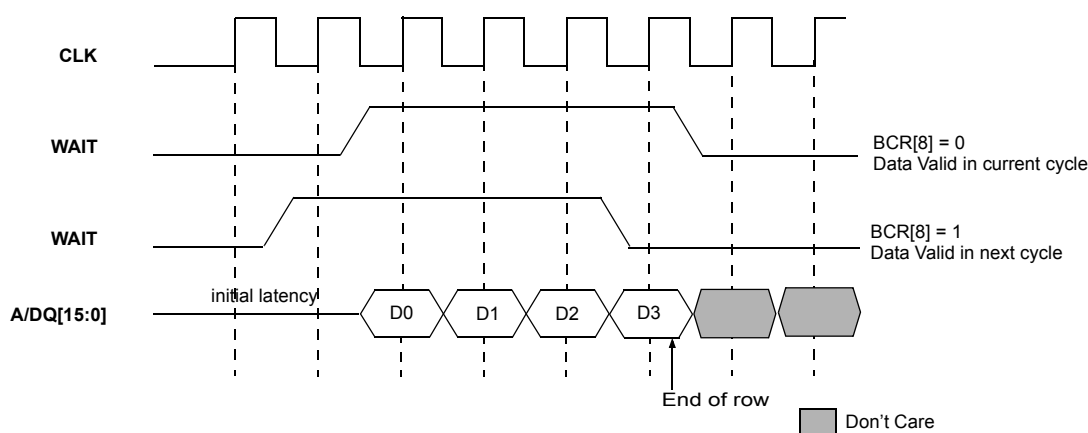 CLK
WAIT
BCR[8] = 0
Data Valid in current cycle
WAIT
BCR[8] = 1
Data Valid in next cycle
initial latency
A/DQ[15:0]
D0
D1
D2
D3
End of row
Don't Care